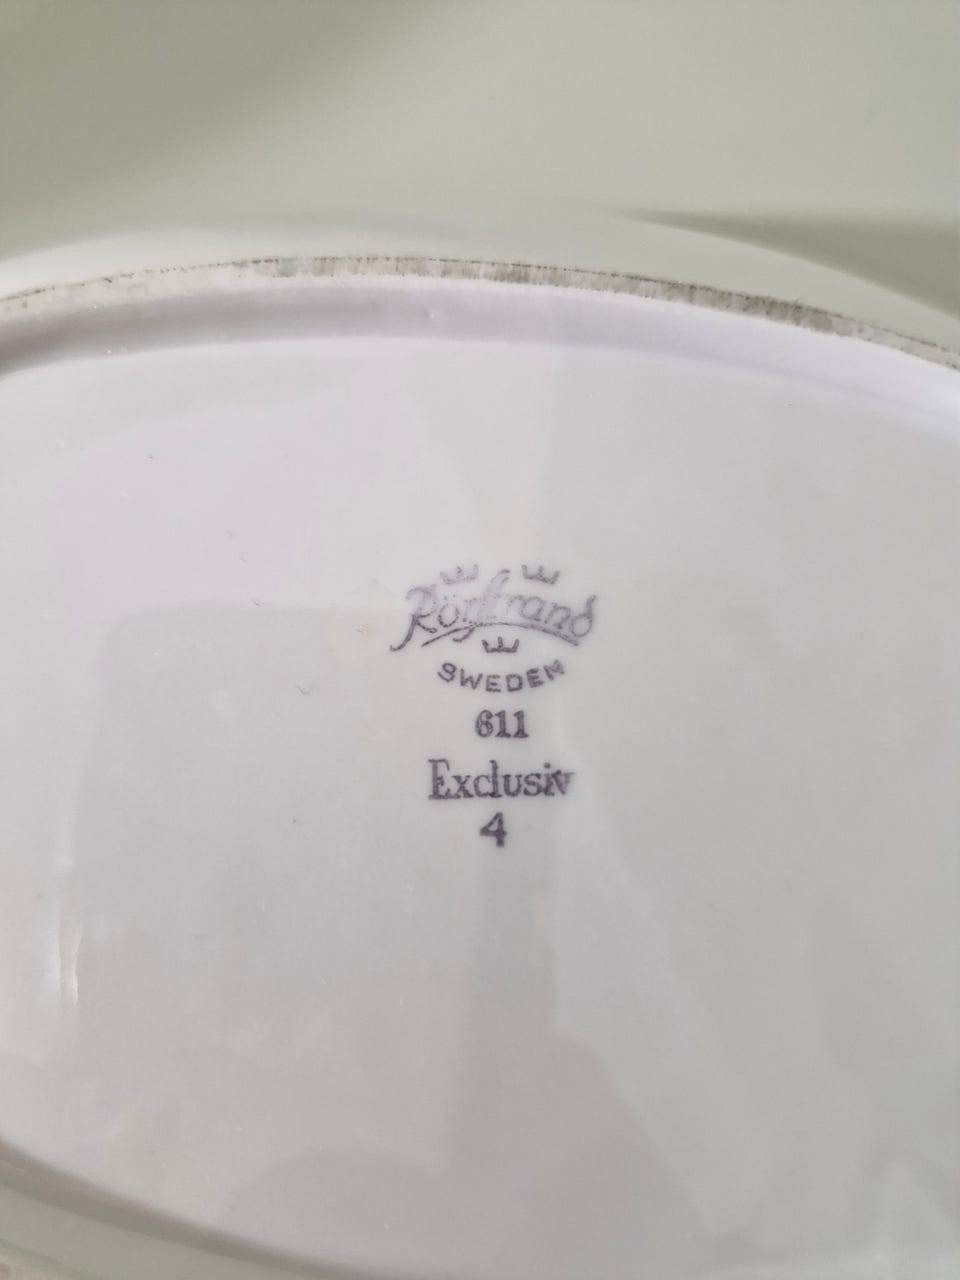 Rörstrand
SWEDEN
611
Exclusiv
4